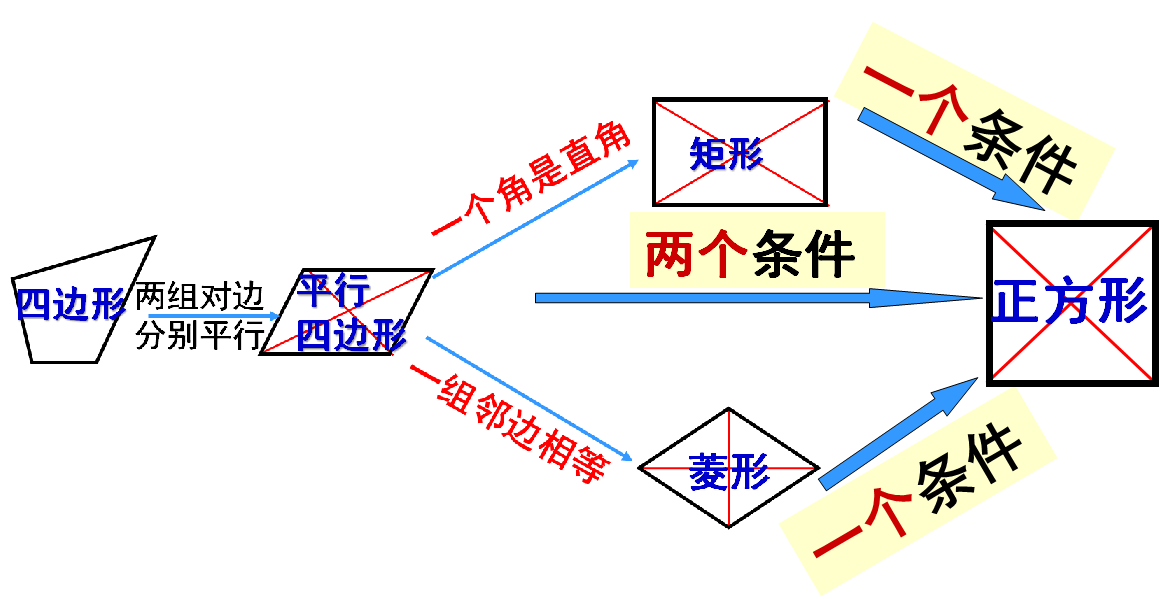 四边形
两组对边
分别平行
平行
四边形
一个角是直角
一组邻边相等
矩形
两个条件
菱形
一个条件
正方形
一个条件